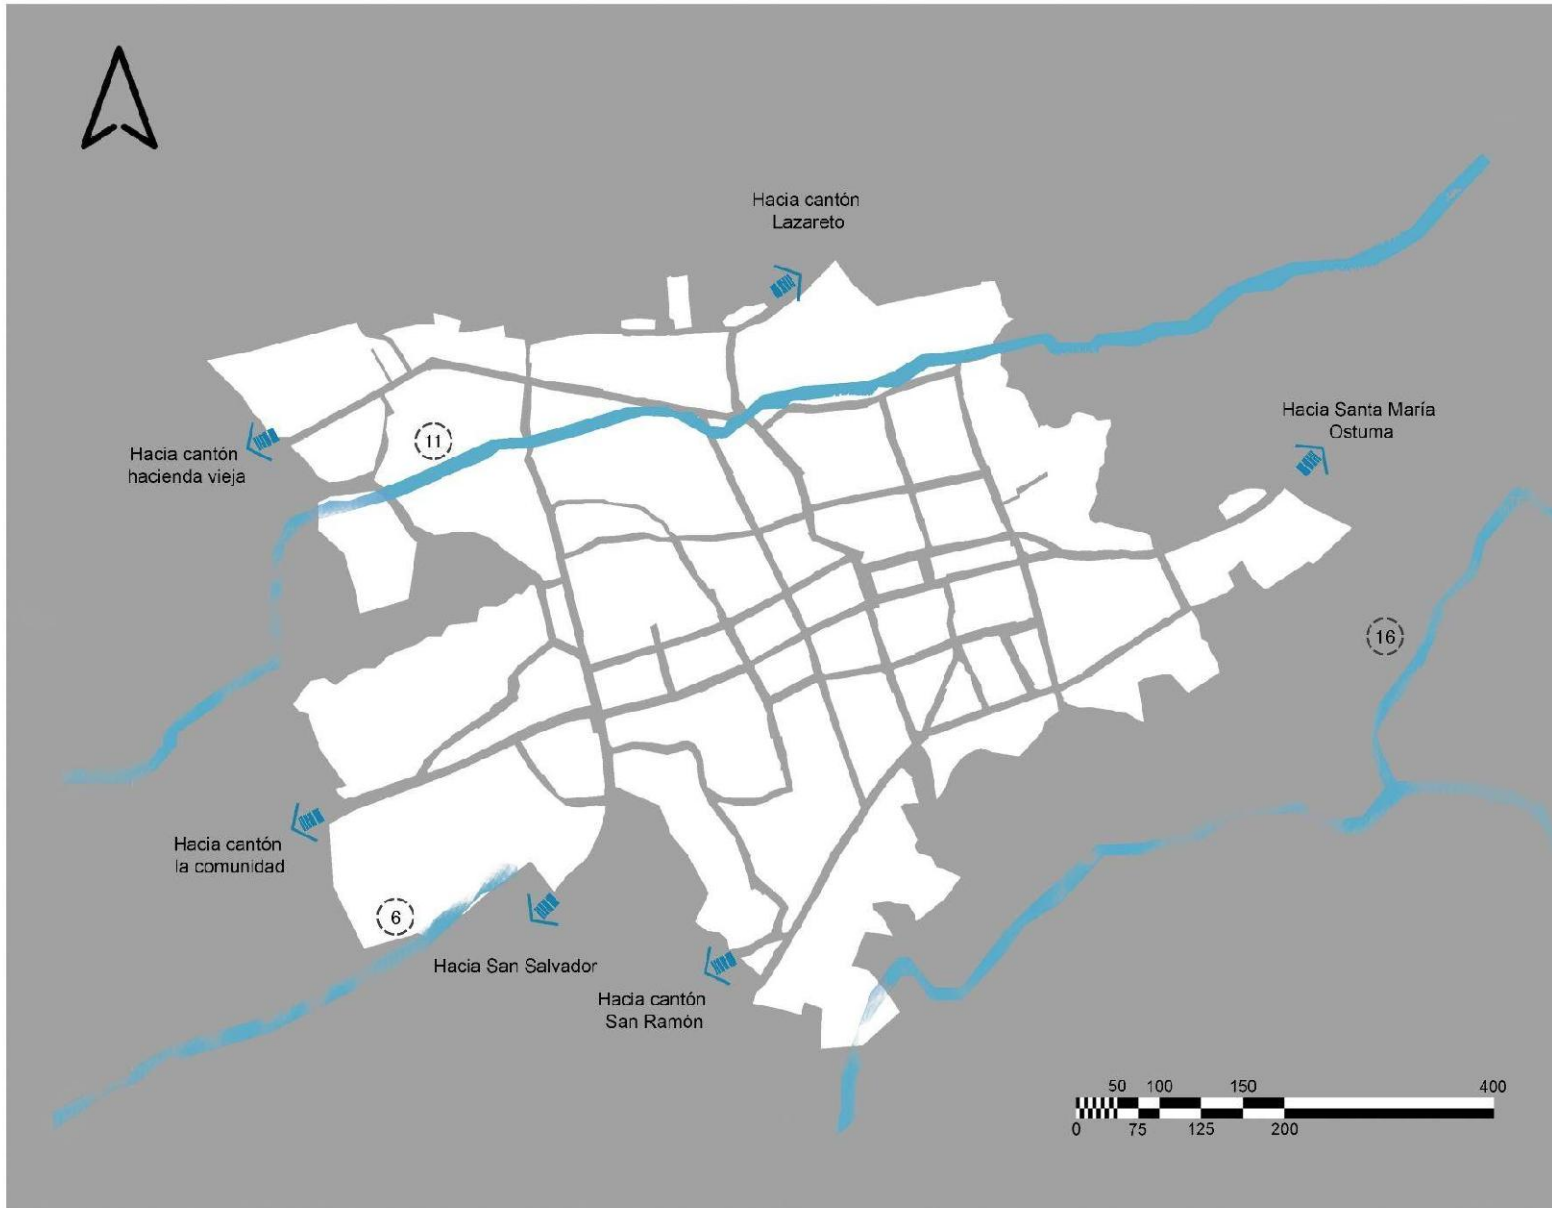 Hacia cantón
Lazareto
Hacia Santa María
Ostuma
11
Hacia cantón
hacienda vieja
16
Hacia cantón
la comunidad
6
Hacia San Salvador
Hacia cantón
San Ramón
50 100 150 400
0 75 125 200